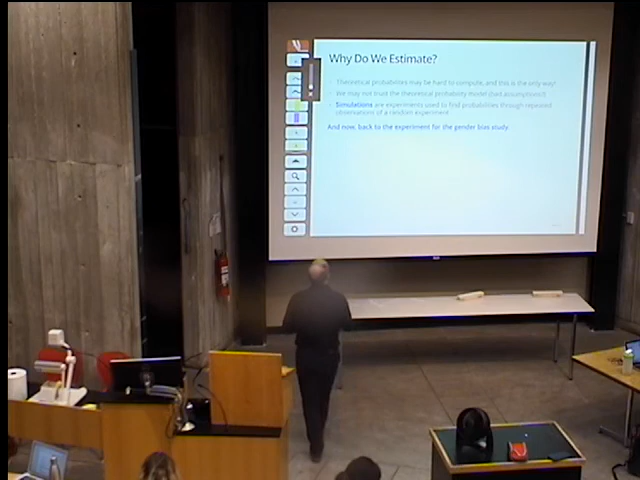 Why Do We Estimate?
Theoretical probabilities may be hard to compute, and this is the only way!
We may not trust the theoretical probability model (bad assumptions?)
Simulations are experiments used to find probabilities through repeated
observations of a random experiment.
And now, back to the experiment for the gender bias study.